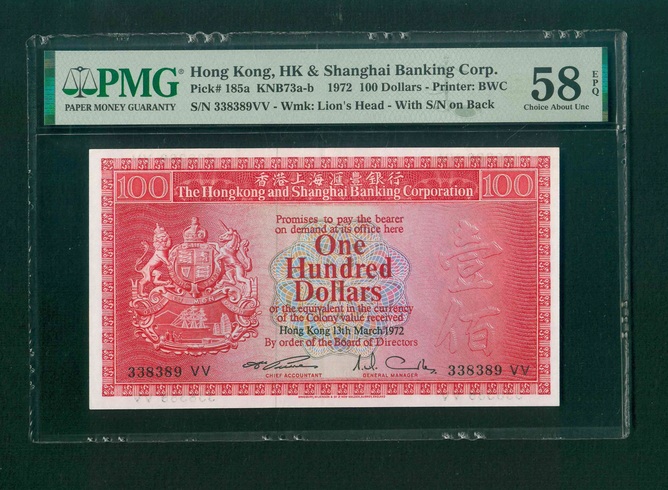 PMG®
PAPER MONEY GUARANTY
Hong Kong, HK & Shanghai Banking Corp.
Pick# 185a KNB73a-b 1972 100 Dollars - Printer: BWC
S/N 338389VV - Wmk: Lion's Head - With S/N on Back
58
EPQ
Choice About Unc
100
香港上海滙豐銀行
The Hongkong and Shanghai Banking Corporation
100
Promises to pay the bearer
on demand at its office here
One
Hundred
Dollars
or the equivalent in the currency
of the Colony value received
Hong Kong 13th March 1972
By order of the Board of Directors
壹佰
338389 VV
CHIEF ACCOUNTANT
GENERAL MANAGER
338389 VV